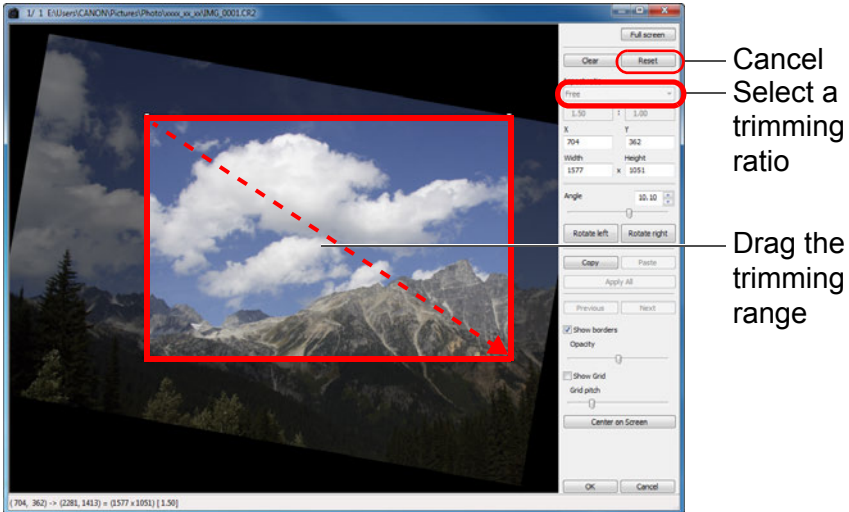 1/ 1 E:\Users\CANON\Pictures\Photo\xxxx_xx_xx\IMG_0001.CR2
Full screen
Clear Reset
Free
1.50 : 1.00
X Y
704 362
Width Height
1577 x 1051
Angle 10.10
Rotate left Rotate right
Copy Paste
Apply All
Previous Next
Show borders
Opacity
Show Grid
Grid pitch
Center on Screen
OK Cancel
(704, 362) -> (2281, 1413) = (1577 x 1051) [ 1.50]
Cancel
Select a
trimming
ratio
Drag the
trimming
range